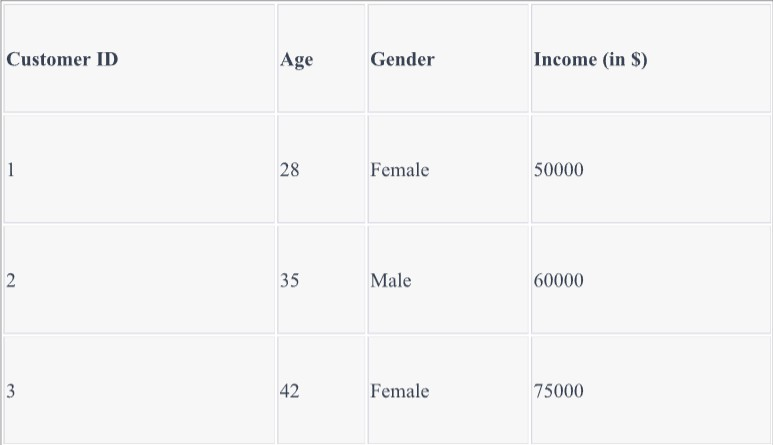 Customer ID Age Gender Income (in $)
1 28 Female 50000
2 35 Male 60000
3 42 Female 75000